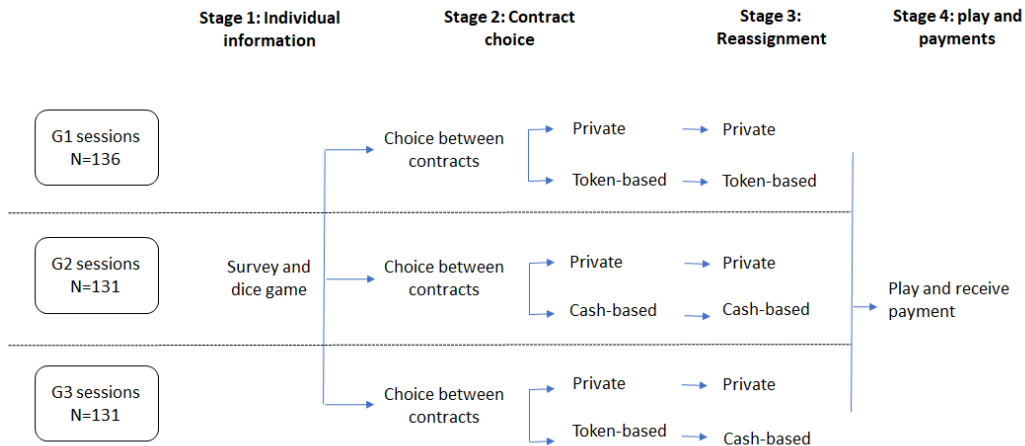 Stage 1: Individual
information
Stage 2: Contract
choice
Stage 3:
Reassignment
Stage 4: play and
payments
G1 sessions
N=136
Choice between
contracts
Private
Private
Token-based
Token-based
G2 sessions
N=131
Survey and
dice game
Choice between
contracts
Private
Private
Cash-based
Cash-based
Play and receive
payment
G3 sessions
N=131
Choice between
contracts
Private
Private
Token-based
Cash-based